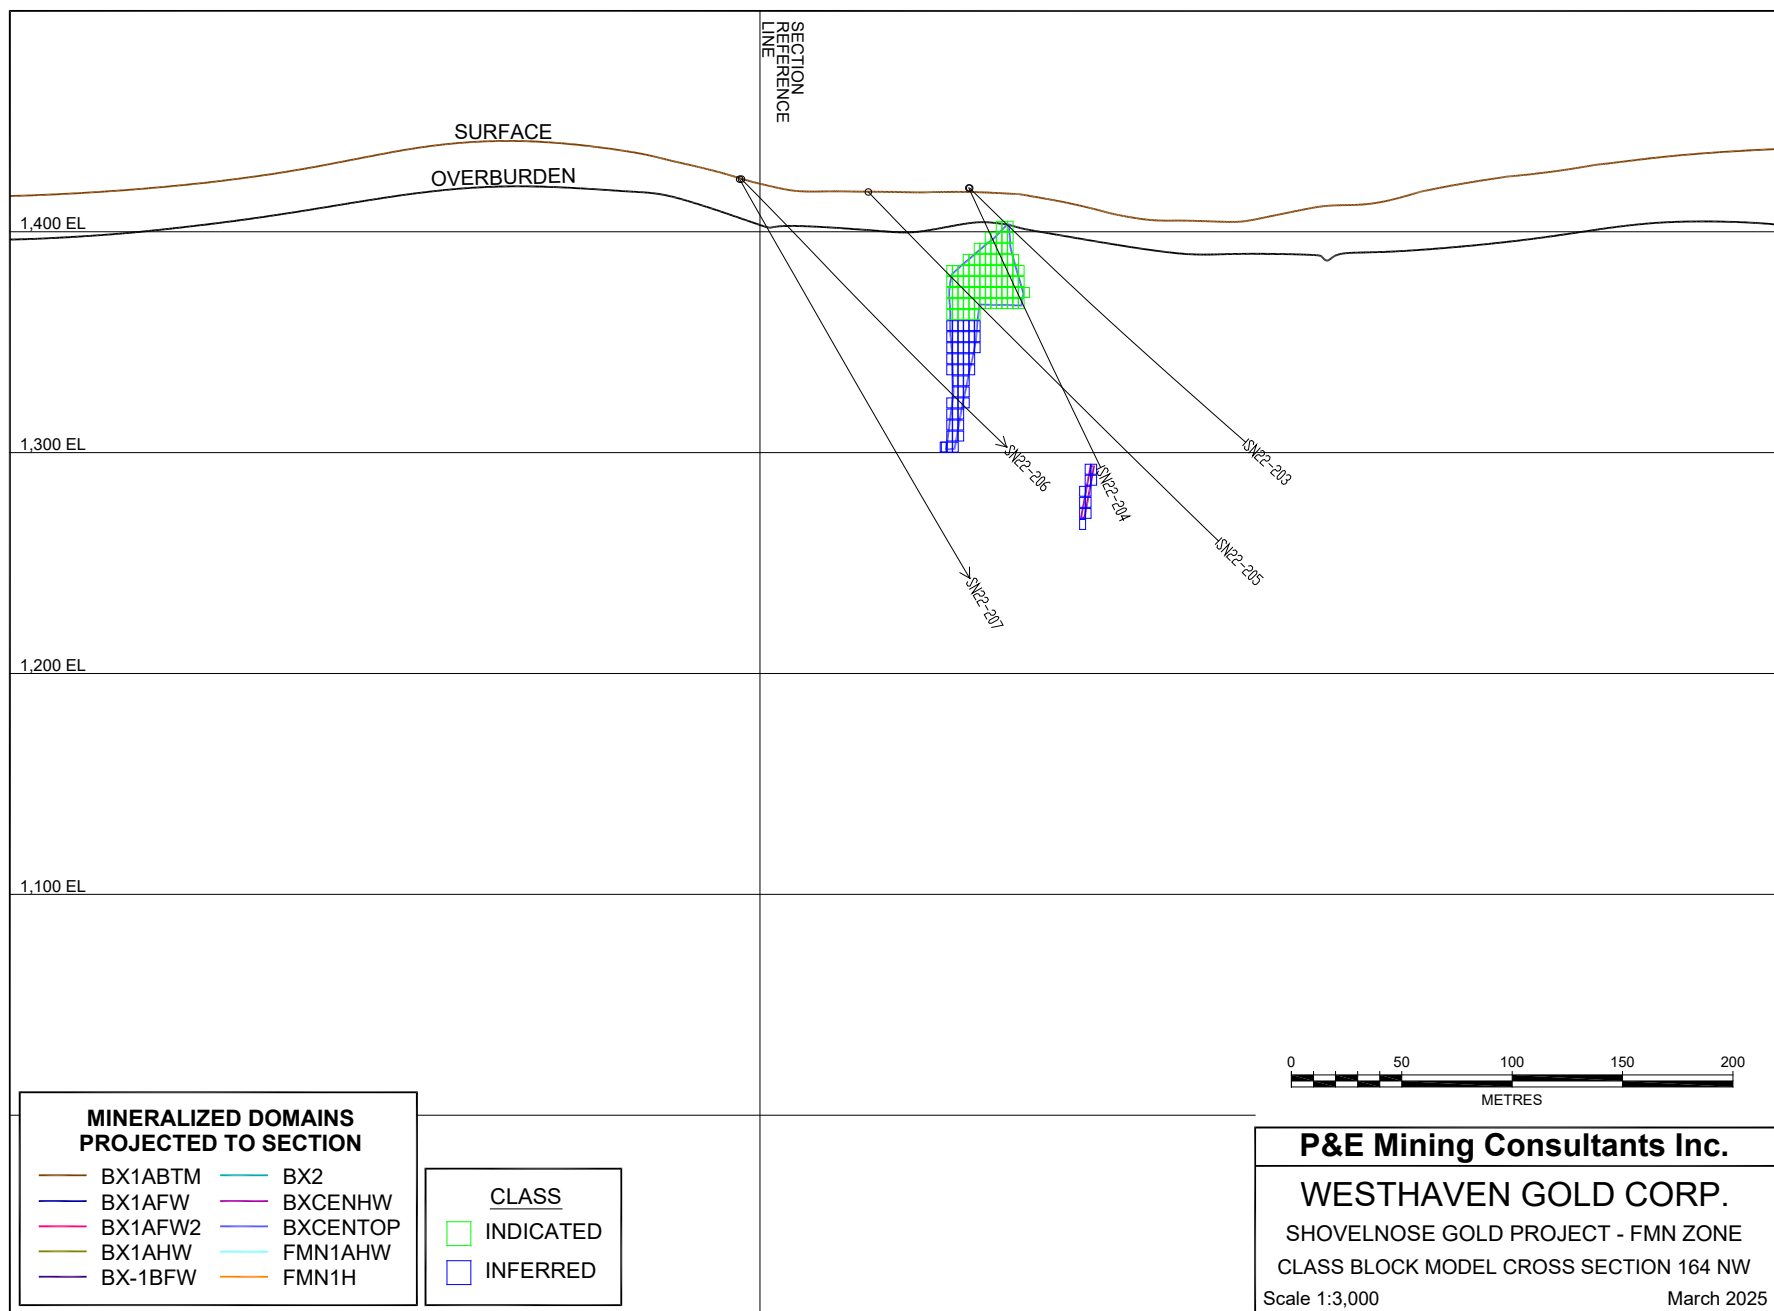 SECTION
REFERENCE
LINE
SURFACE
OVERBURDEN
1,400 EL
1,300 EL
1,200 EL
1,100 EL
SN22-203
SN22-206
SN22-204
SN22-205
SN22-207
0 50 100 150 200
METRES
MINERALIZED DOMAINS
PROJECTED TO SECTION
BX1ABTM BX2
BX1AFW BXCENHW
BX1AFW2 BXCENTOP
BX1AHW FMN1AHW
BX-1BFW FMN1H
CLASS
INDICATED
INFERRED
P&E Mining Consultants Inc.
WESTHAVEN GOLD CORP.
SHOVELNOSE GOLD PROJECT - FMN ZONE
CLASS BLOCK MODEL CROSS SECTION 164 NW
Scale 1:3,000 March 2025